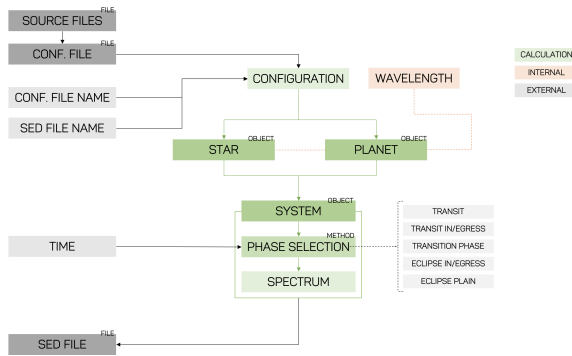 FILE
SOURCE FILES
FILE
CONF. FILE
CALCULATION
CONFIGURATION
WAVELENGTH
INTERNAL
EXTERNAL
CONF. FILE NAME
SED FILE NAME
OBJECT
STAR
OBJECT
PLANET
OBJECT
SYSTEM
TRANSIT
TRANSIT IN/EGRESS
METHOD
TIME
PHASE SELECTION
TRANSITION PHASE
ECLIPSE IN/EGRESS
SPECTRUM
ECLIPSE PLAIN
FILE
SED FILE